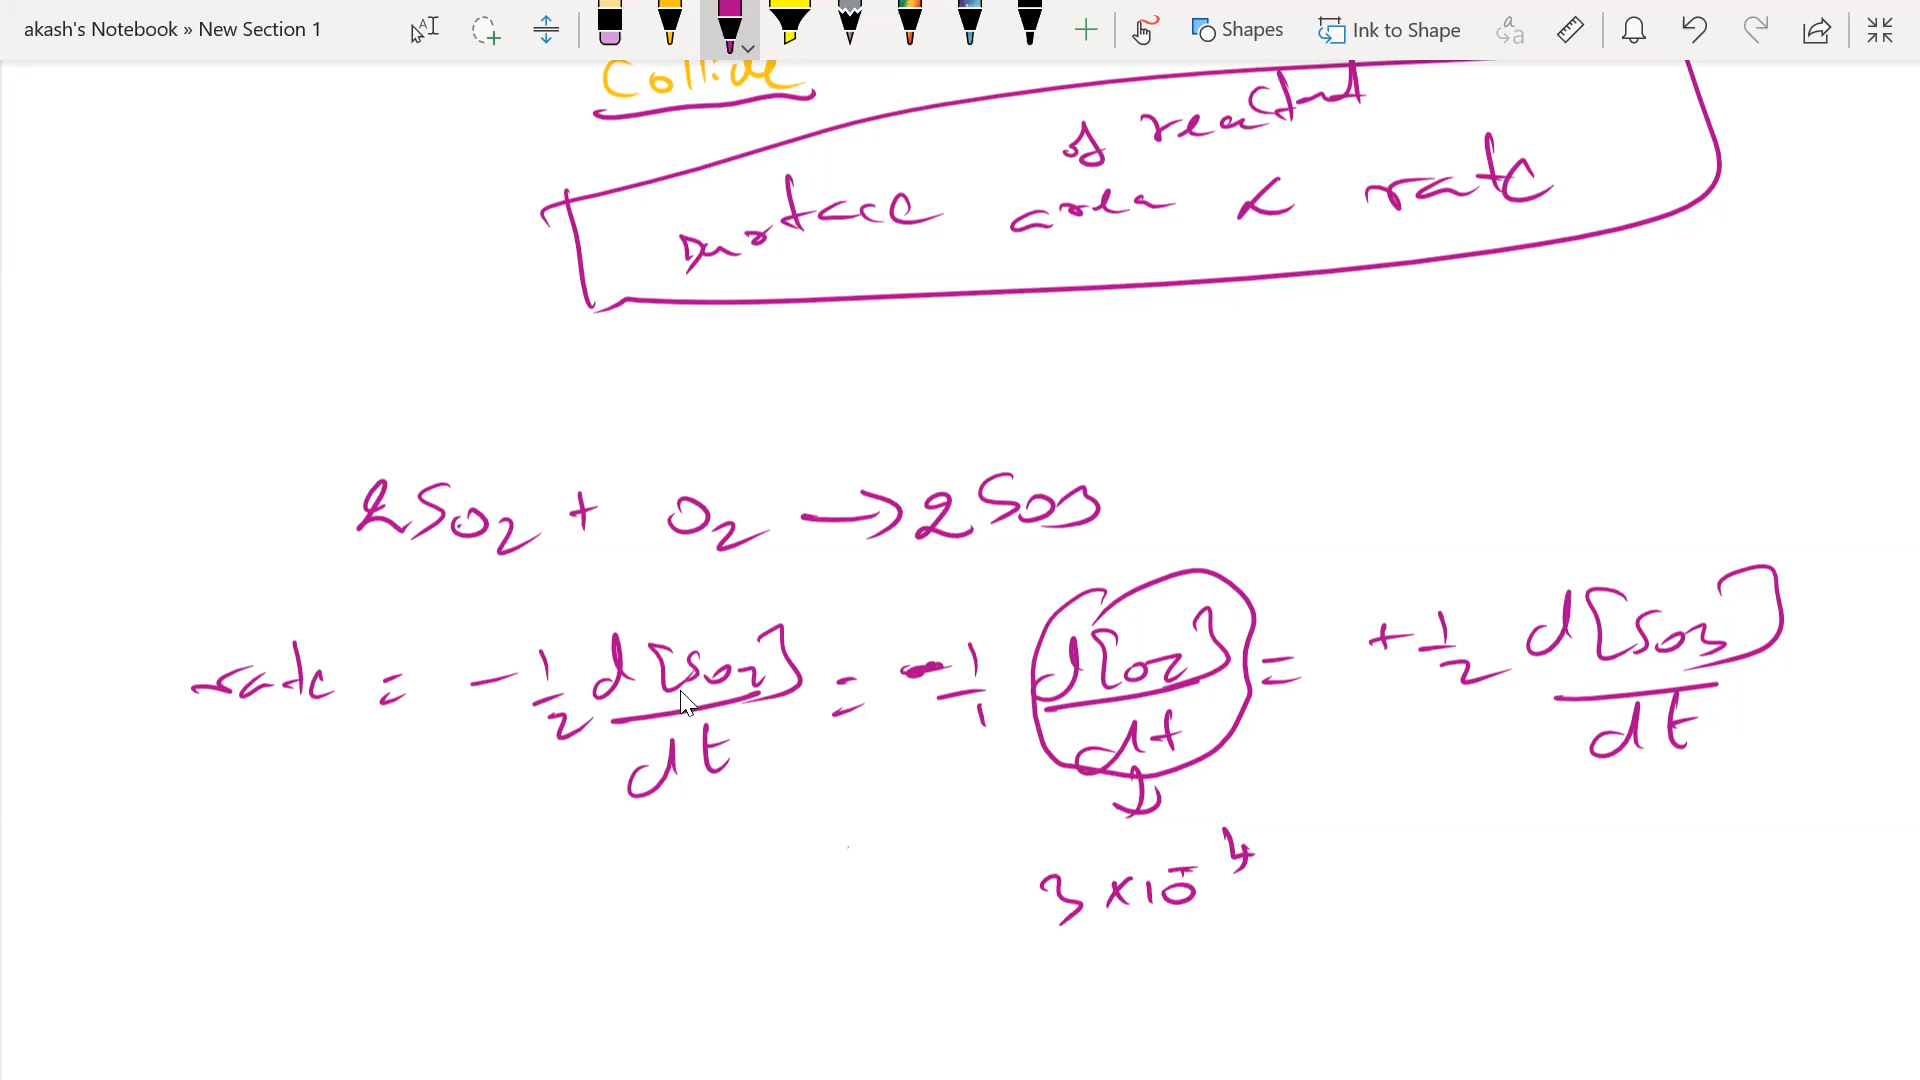 akash's Notebook » New Section 1
Shapes
Ink to Shape
Collide
of reactant
surface area ∝ rate
2SO2 + O2 → 2SO3
rate = -1/2 d[SO2]/dt = -1/1 d[O2]/dt = +1/2 d[SO3]/dt
3 × 10⁻⁴